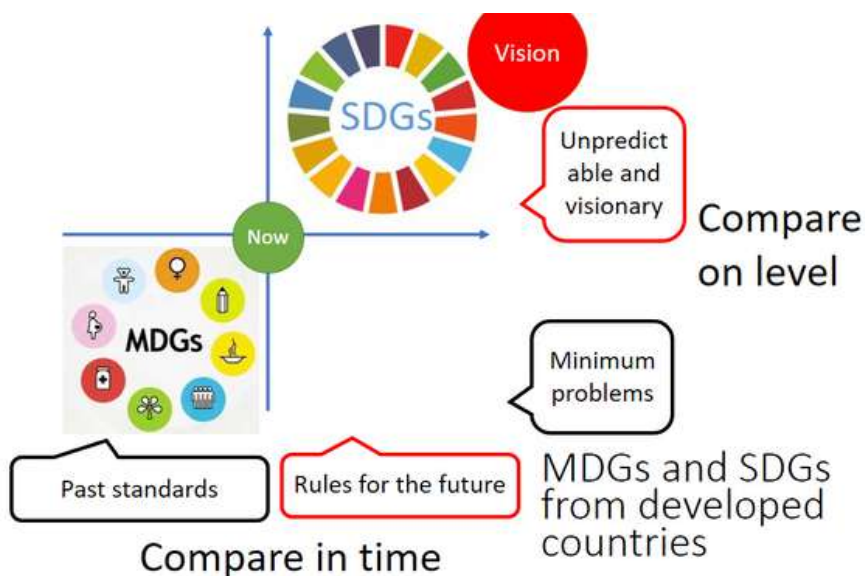 Vision
SDGs
Unpredict
able and
visionary
Compare
on level
Now
MDGs
Minimum
problems
Past standards
Rules for the future
MDGs and SDGs
from developed
countries
Compare in time